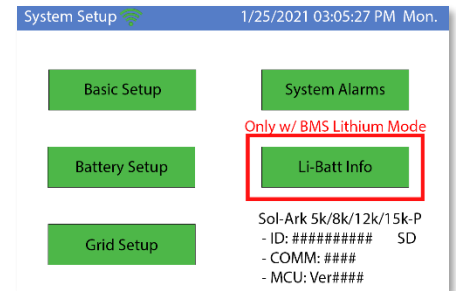 System Setup 1/25/2021 03:05:27 PM Mon.
Basic Setup System Alarms
Only w/ BMS Lithium Mode
Battery Setup Li-Batt Info
Grid Setup
Sol-Ark 5k/8k/12k/15k-P
- ID: ########## SD
- COMM: ####
- MCU: Ver####